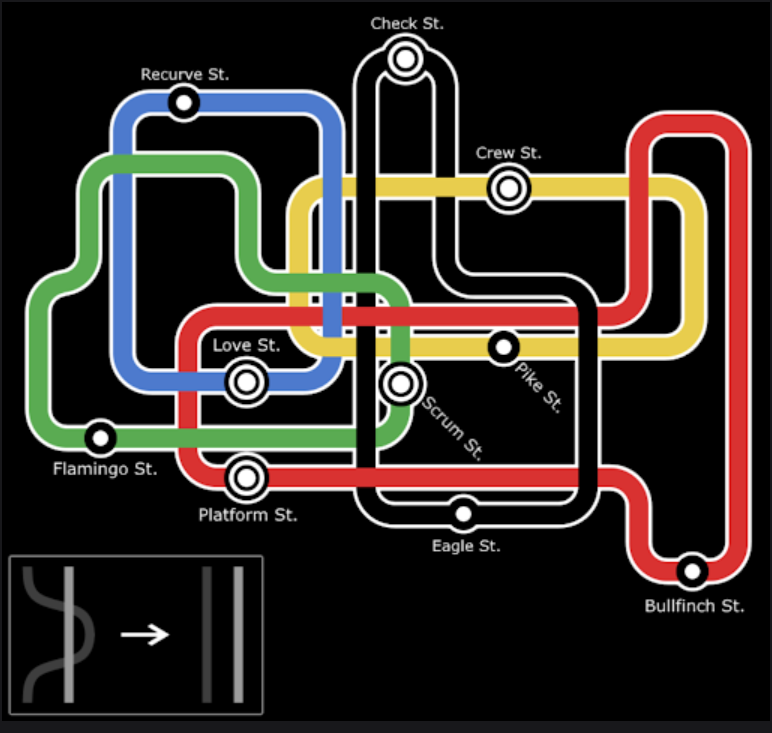 Check St.
Recurve St.
Crew St.
Love St.
Pike St.
Scrum St.
Flamingo St.
Platform St.
Eagle St.
Bullfinch St.